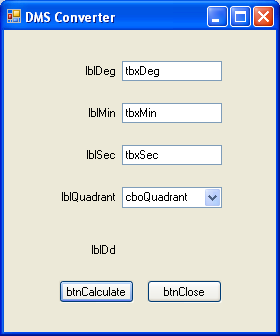 DMS Converter
lblDeg tbxDeg
lblMin tbxMin
lblSec tbxSec
lblQuadrant cboQuadrant
lblDd
btnCalculate btnClose